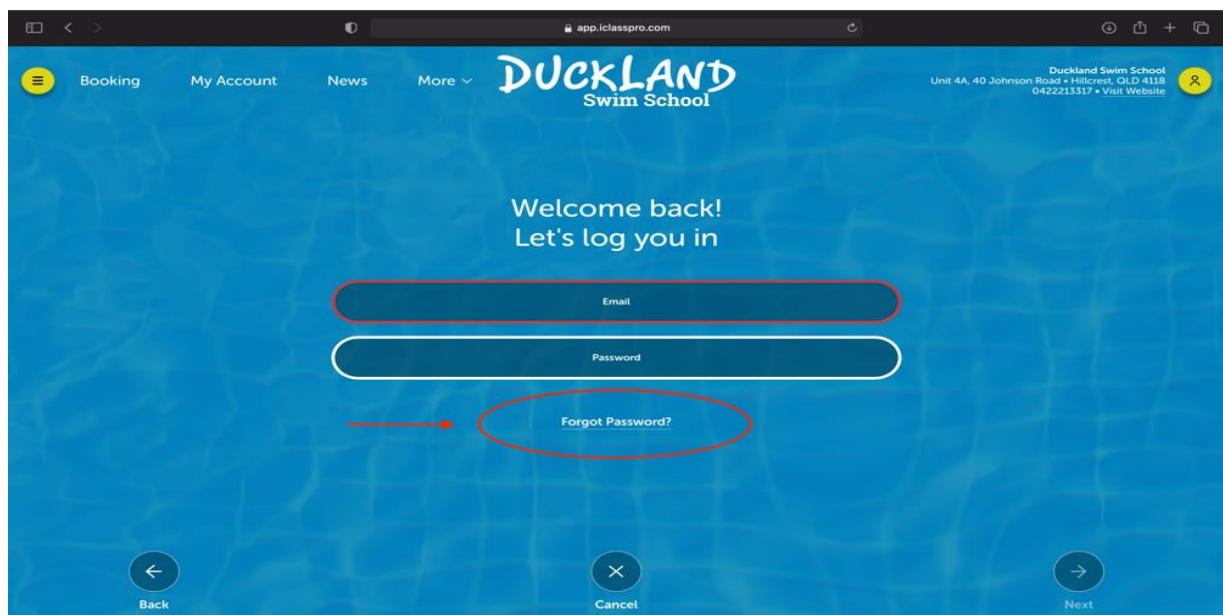 app.iclasspro.com
Booking My Account News More
DUCKLAND
Swim School
Duckland Swim School
Unit 4A, 40 Johnson Road • Hillcrest, QLD 4118
0422213317 • Visit Website
Welcome back!
Let's log you in
Email
Password
Forgot Password?
Back Cancel Next